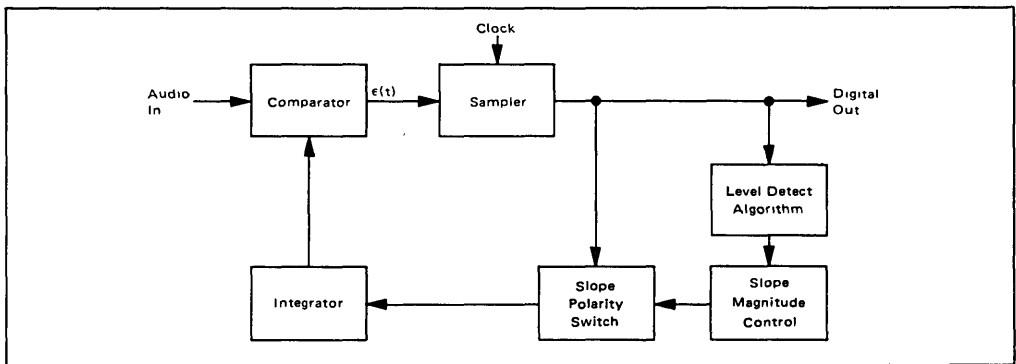 Clock
Audio
In
Comparator
ϵ(t)
Sampler
Digital
Out
Level Detect
Algorithm
Integrator
Slope
Polarity
Switch
Slope
Magnitude
Control